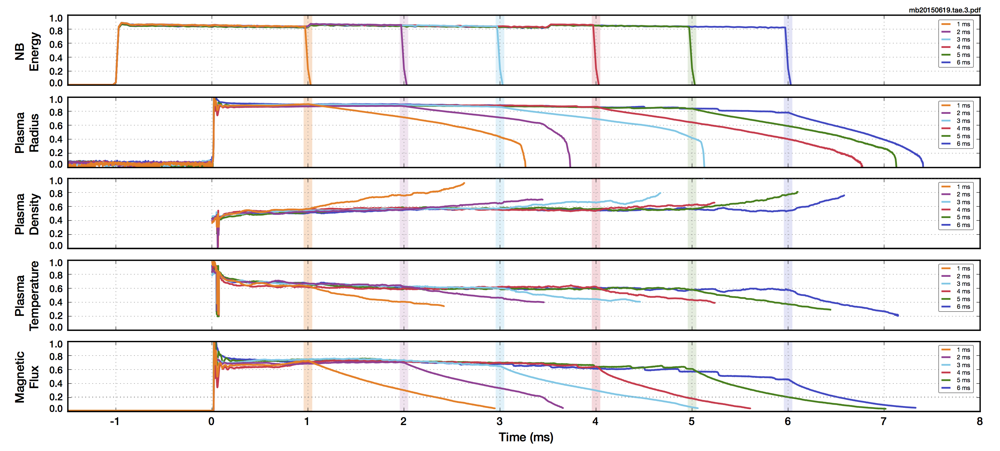 mb20150619.tae.3.pdf
NB
Energy
1.0
0.8
0.6
0.4
0.2
0.0
1 ms
2 ms
3 ms
4 ms
5 ms
6 ms
Plasma
Radius
1.0
0.8
0.6
0.4
0.2
0.0
1 ms
2 ms
3 ms
4 ms
5 ms
6 ms
Plasma
Density
1.0
0.8
0.6
0.4
0.2
0.0
1 ms
2 ms
3 ms
4 ms
5 ms
6 ms
Plasma
Temperature
1.0
0.8
0.6
0.4
0.2
0.0
1 ms
2 ms
3 ms
4 ms
5 ms
6 ms
Magnetic
Flux
1.0
0.8
0.6
0.4
0.2
0.0
1 ms
2 ms
3 ms
4 ms
5 ms
6 ms
-1 0 1 2 3 4 5 6 7 8
Time (ms)